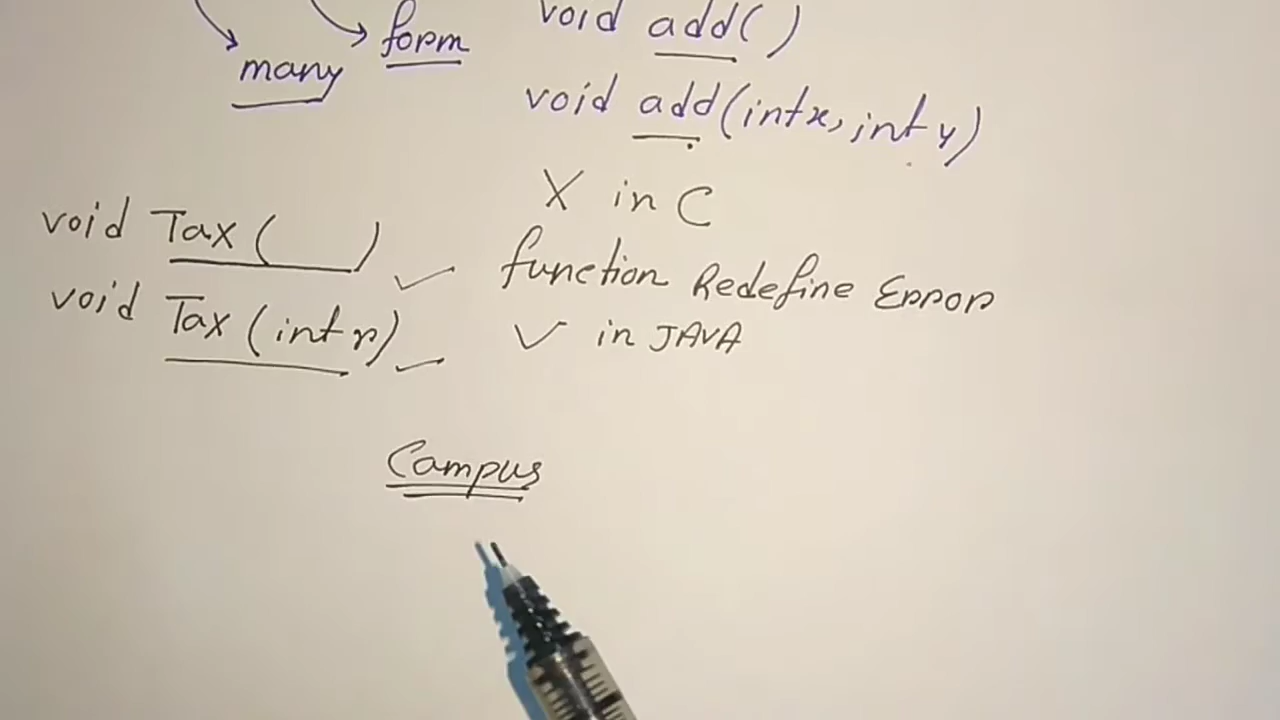 many form
void add( )
void add(int x, int y)
X in C
void Tax ( )
function Redefine Error
void Tax (int r)
in JAVA
Campus